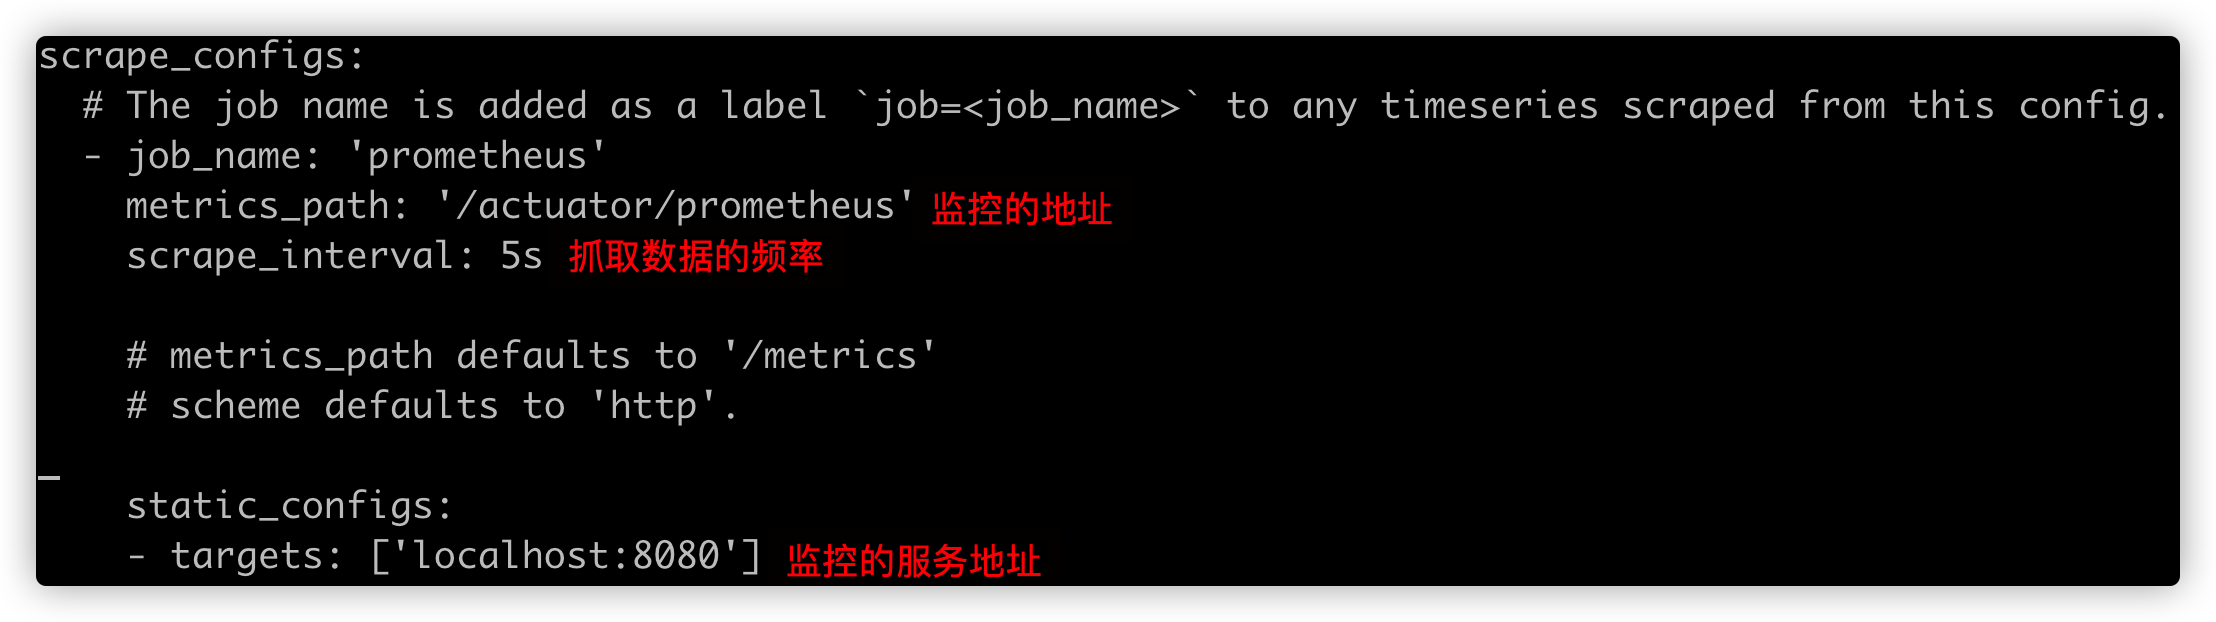 scrape_configs:
# The job name is added as a label `job=<job_name>` to any timeseries scraped from this config.
- job_name: 'prometheus'
metrics_path: '/actuator/prometheus' 监控的地址
scrape_interval: 5s 抓取数据的频率
# metrics_path defaults to '/metrics'
# scheme defaults to 'http'.
static_configs:
- targets: ['localhost:8080'] 监控的服务地址